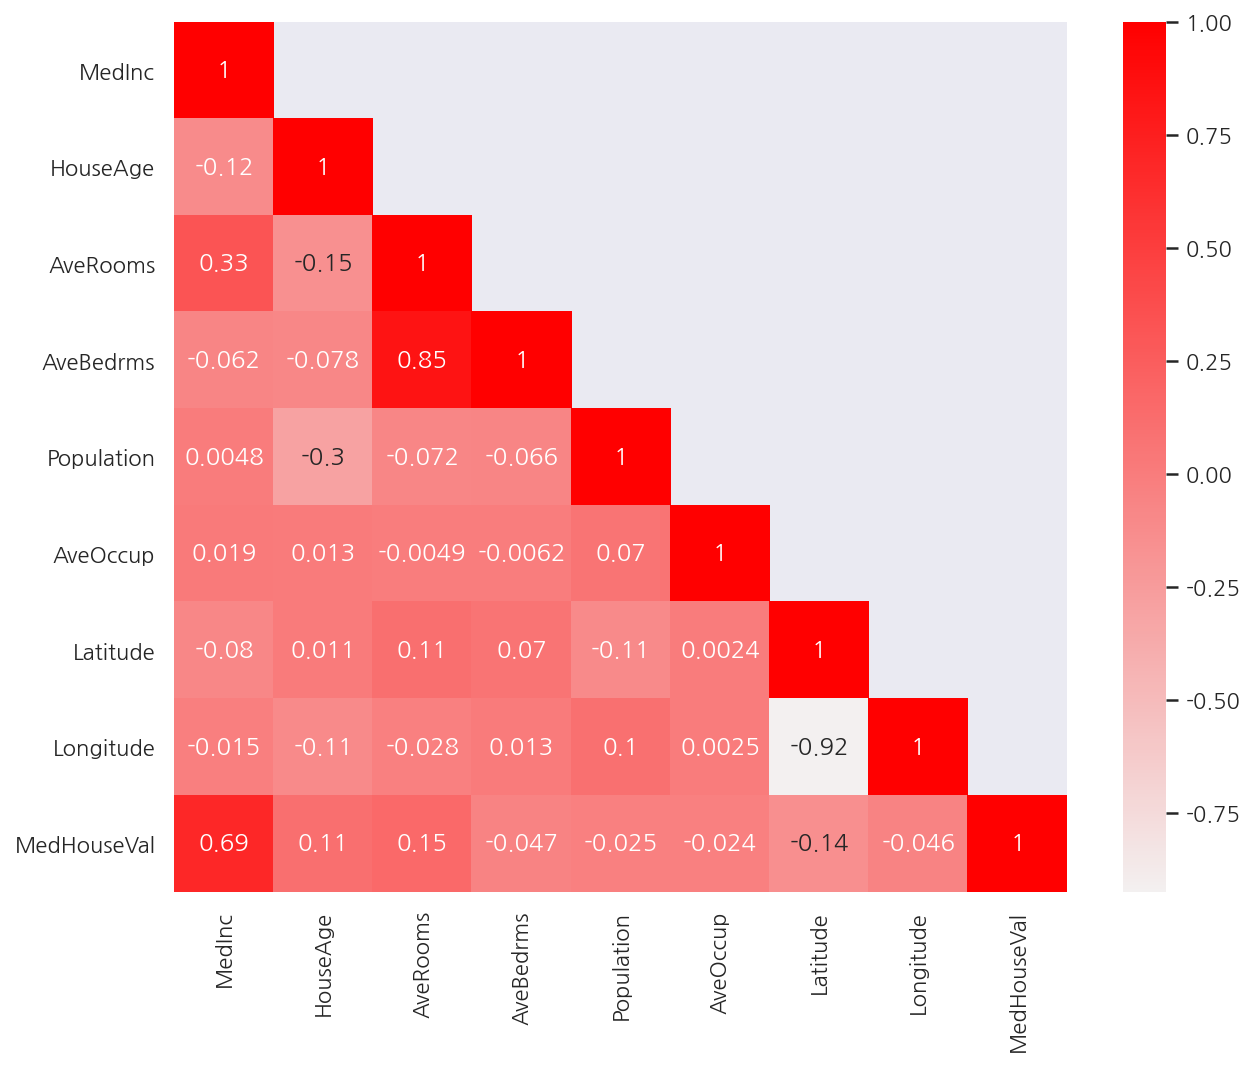 MedInc 1
HouseAge -0.12 1
AveRooms 0.33 -0.15 1
AveBedrms -0.062 -0.078 0.85 1
Population 0.0048 -0.3 -0.072 -0.066 1
AveOccup 0.019 0.013 -0.0049 -0.0062 0.07 1
Latitude -0.08 0.011 0.11 0.07 -0.11 0.0024 1
Longitude -0.015 -0.11 -0.028 0.013 0.1 0.0025 -0.92 1
MedHouseVal 0.69 0.11 0.15 -0.047 -0.025 -0.024 -0.14 -0.046 1
MedInc
HouseAge
AveRooms
AveBedrms
Population
AveOccup
Latitude
Longitude
MedHouseVal
1.00
0.75
0.50
0.25
0.00
-0.25
-0.50
-0.75